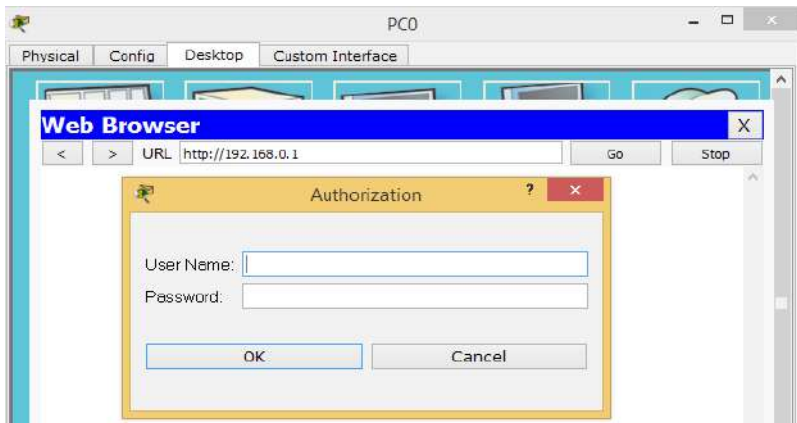 PC0
Physical Config Desktop Custom Interface
Web Browser
X
< > URL http://192.168.0.1 Go Stop
Authorization ?
User Name:
Password:
OK Cancel